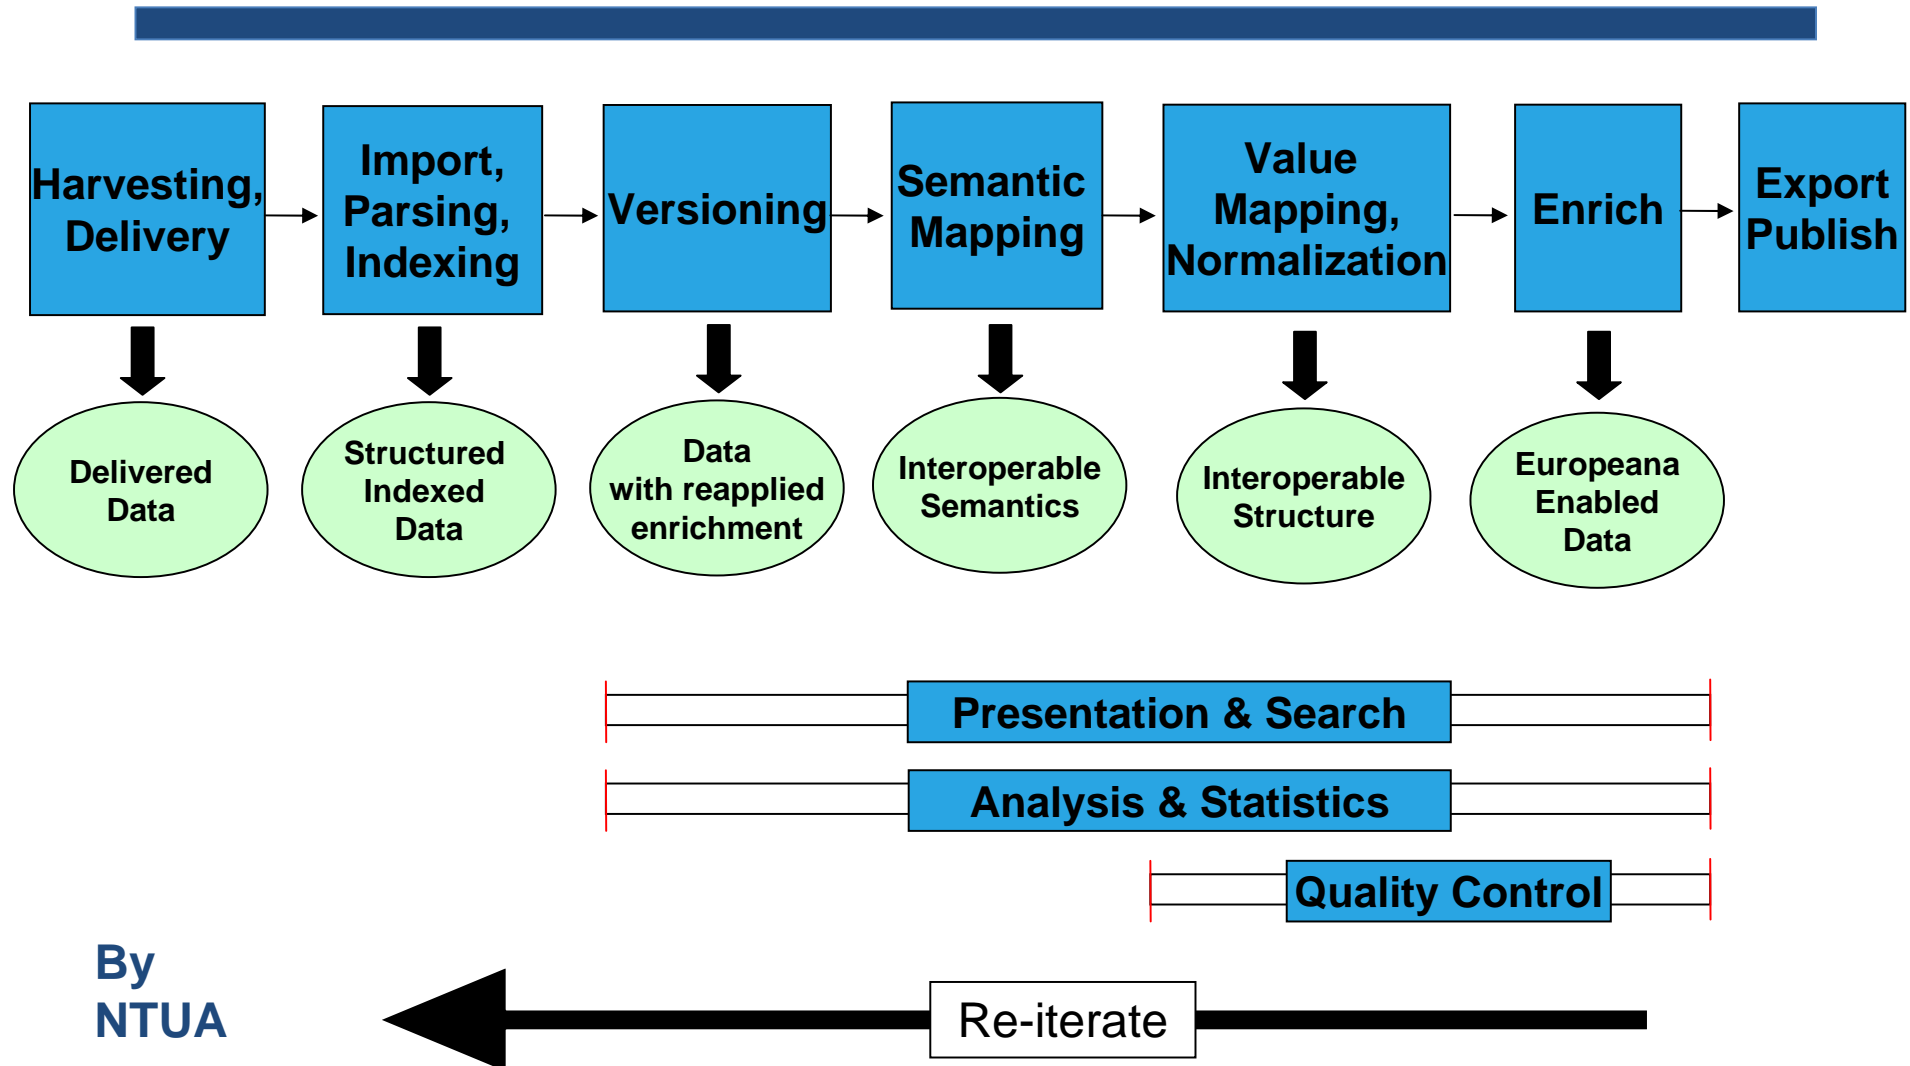 Harvesting,
Delivery
Import,
Parsing,
Indexing
Versioning
Semantic
Mapping
Value
Mapping,
Normalization
Enrich
Export
Publish
Delivered
Data
Structured
Indexed
Data
Data
with reapplied
enrichment
Interoperable
Semantics
Interoperable
Structure
Europeana
Enabled
Data
Presentation & Search
Analysis & Statistics
Quality Control
By
NTUA
Re-iterate